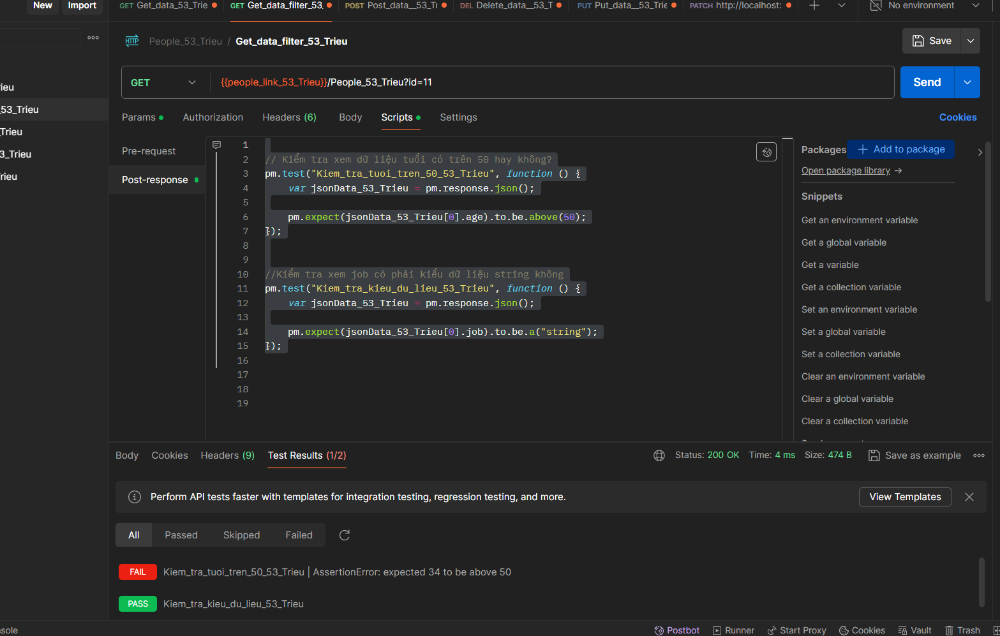 New
Import
GET Get_data_53_Trie
GET Get_data_filter_53.
POST Post_data__53_Tr
DEL Delete_data__53_T
PUT Put_data__53_Trie
PATCH http://localhost:
No environment
People_53_Trieu / Get_data_filter_53_Trieu
Save
GET
{{people_link_53_Trieu}}/People_53_Trieu?id=11
Send
ieu
_53_Trieu
_Trieu
3_Trieu
rieu
Params
Authorization
Headers (6)
Body
Scripts
Settings
Cookies
Pre-request
Post-response
1
2 // Kiểm tra xem dữ liệu tuổi có trên 50 hay không?
3 pm.test("Kiem_tra_tuoi_tren_50_53_Trieu", function () {
4 var jsonData_53_Trieu = pm.response.json();
5
6 pm.expect(jsonData_53_Trieu[0].age).to.be.above(50);
7 });
8
9
10 //Kiểm tra xem job có phải kiểu dữ liệu string không
11 pm.test("Kiem_tra_kieu_du_lieu_53_Trieu", function () {
12 var jsonData_53_Trieu = pm.response.json();
13
14 pm.expect(jsonData_53_Trieu[0].job).to.be.a("string");
15 });
16
17
18
19
Packages
Add to package
Open package library →
Snippets
Get an environment variable
Get a global variable
Get a variable
Get a collection variable
Set an environment variable
Set a global variable
Set a collection variable
Clear an environment variable
Clear a global variable
Clear a collection variable
Body
Cookies
Headers (9)
Test Results (1/2)
Status: 200 OK
Time: 4 ms
Size: 474 B
Save as example
Perform API tests faster with templates for integration testing, regression testing, and more.
View Templates
All
Passed
Skipped
Failed
FAIL Kiem_tra_tuoi_tren_50_53_Trieu | AssertionError: expected 34 to be above 50
PASS Kiem_tra_kieu_du_lieu_53_Trieu
sole
Postbot
Runner
Start Proxy
Cookies
Vault
Trash